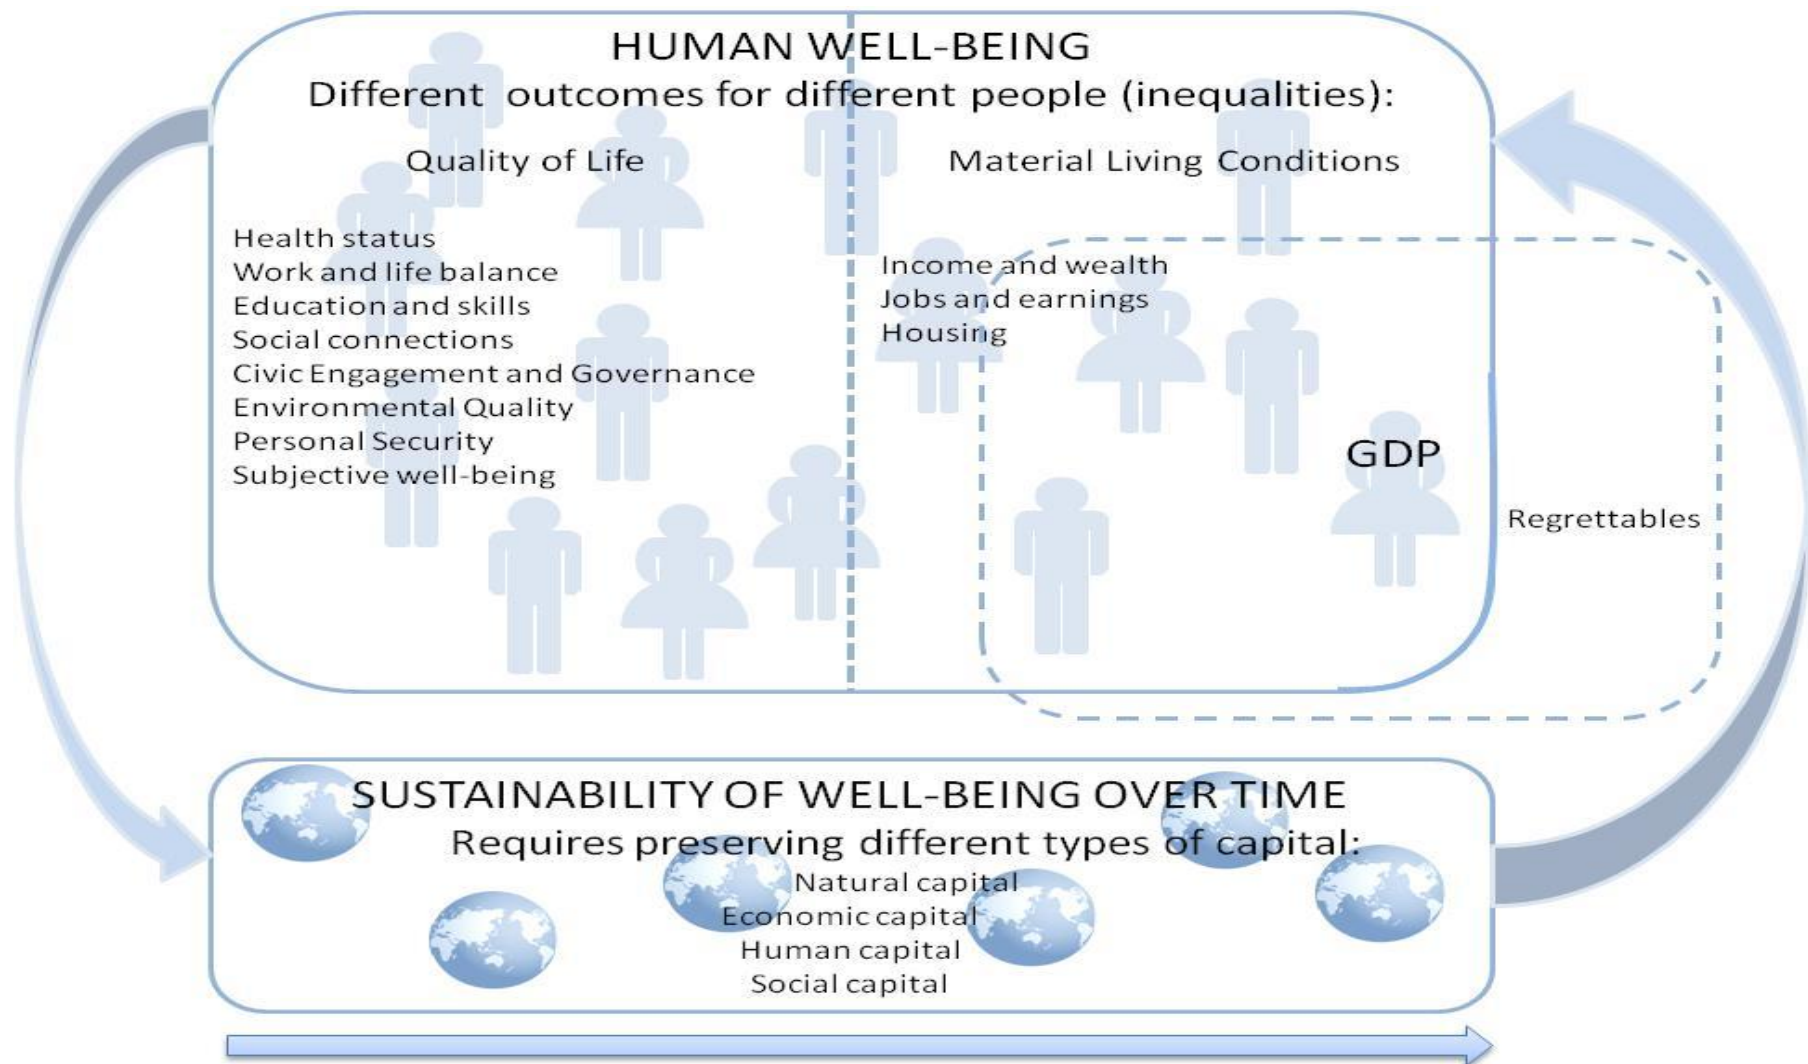 HUMAN WELL-BEING
Different outcomes for different people (inequalities):
Quality of Life
Health status
Work and life balance
Education and skills
Social connections
Civic Engagement and Governance
Environmental Quality
Personal Security
Subjective well-being
Material Living Conditions
Income and wealth
Jobs and earnings
Housing
GDP
Regrettables
SUSTAINABILITY OF WELL-BEING OVER TIME
Requires preserving different types of capital:
Natural capital
Economic capital
Human capital
Social capital